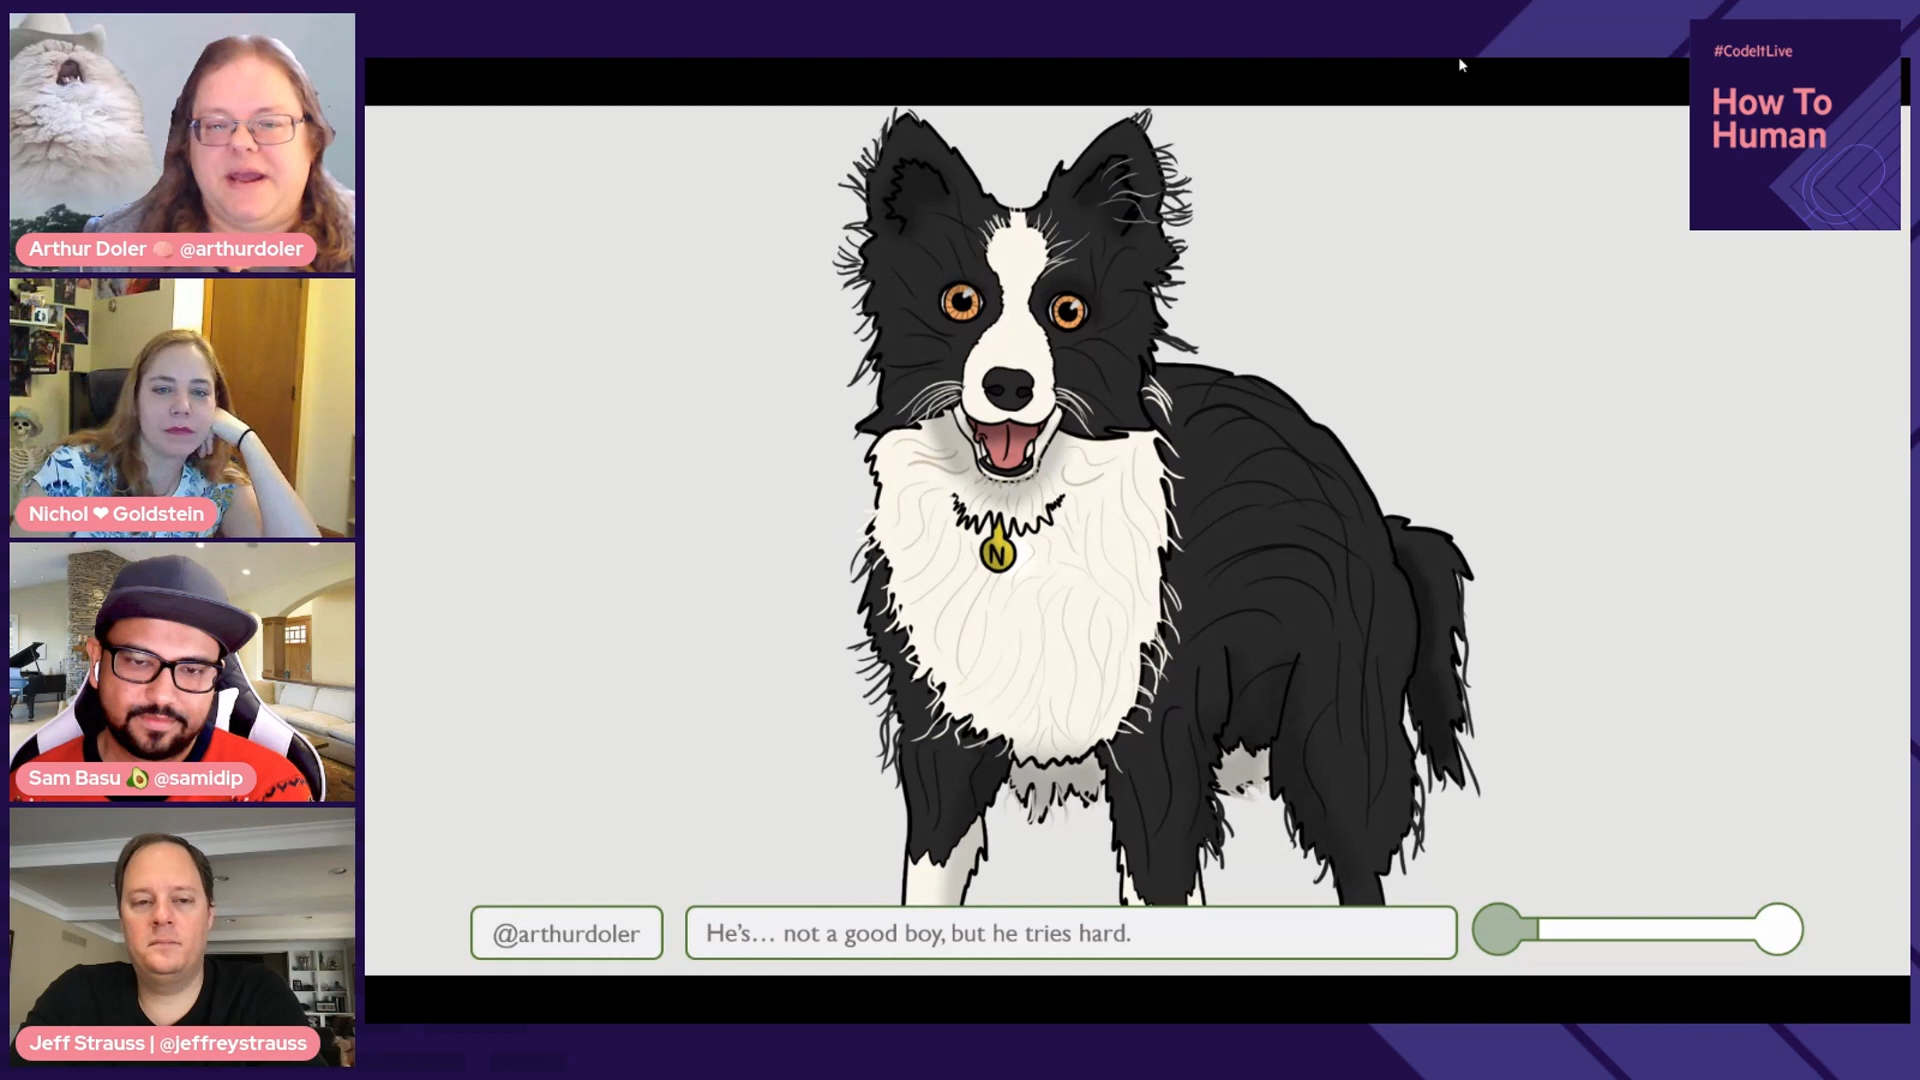 Arthur Doler 🧠 @arthurdoler
Nichol ❤ Goldstein
Sam Basu 🥑 @samidip
Jeff Strauss | @jeffreystrauss
#CodeItLive
How To
Human
N
@arthurdoler
He's... not a good boy, but he tries hard.